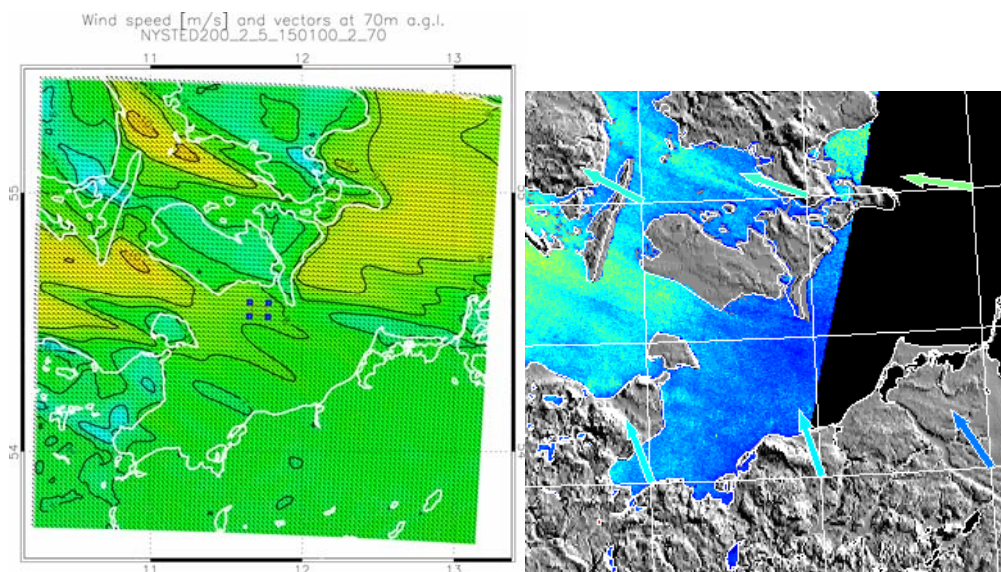 Wind speed [m/s] and vectors at 70m a.g.l.
NYSTED200_2_5_150100_2_70
11 12 13
55
54
11 12 13